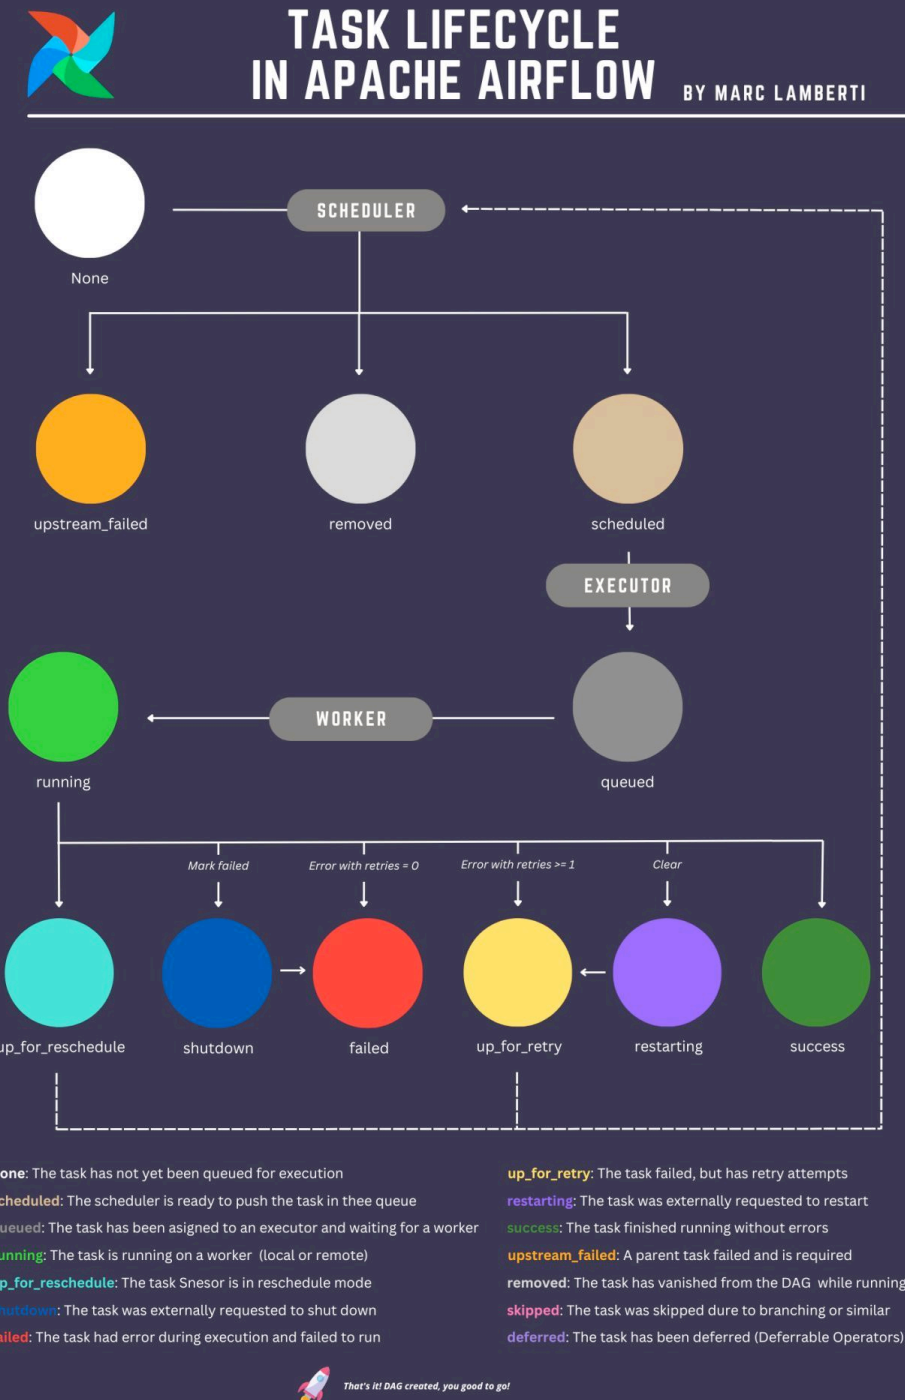 TASK LIFECYCLE
IN APACHE AIRFLOW BY MARC LAMBERTI
SCHEDULER
None
upstream_failed removed scheduled
EXECUTOR
WORKER
running queued
Mark failed Error with retries = 0 Error with retries >= 1 Clear
up_for_reschedule shutdown failed up_for_retry restarting success
one: The task has not yet been queued for execution
cheduled: The scheduler is ready to push the task in thee queue
ueued: The task has been asigned to an executor and waiting for a worker
unning: The task is running on a worker (local or remote)
p_for_reschedule: The task Snesor is in reschedule mode
hutdown: The task was externally requested to shut down
ailed: The task had error during execution and failed to run
up_for_retry: The task failed, but has retry attempts
restarting: The task was externally requested to restart
success: The task finished running without errors
upstream_failed: A parent task failed and is required
removed: The task has vanished from the DAG while running
skipped: The task was skipped dure to branching or similar
deferred: The task has been deferred (Deferrable Operators)
That's it! DAG created, you good to go!